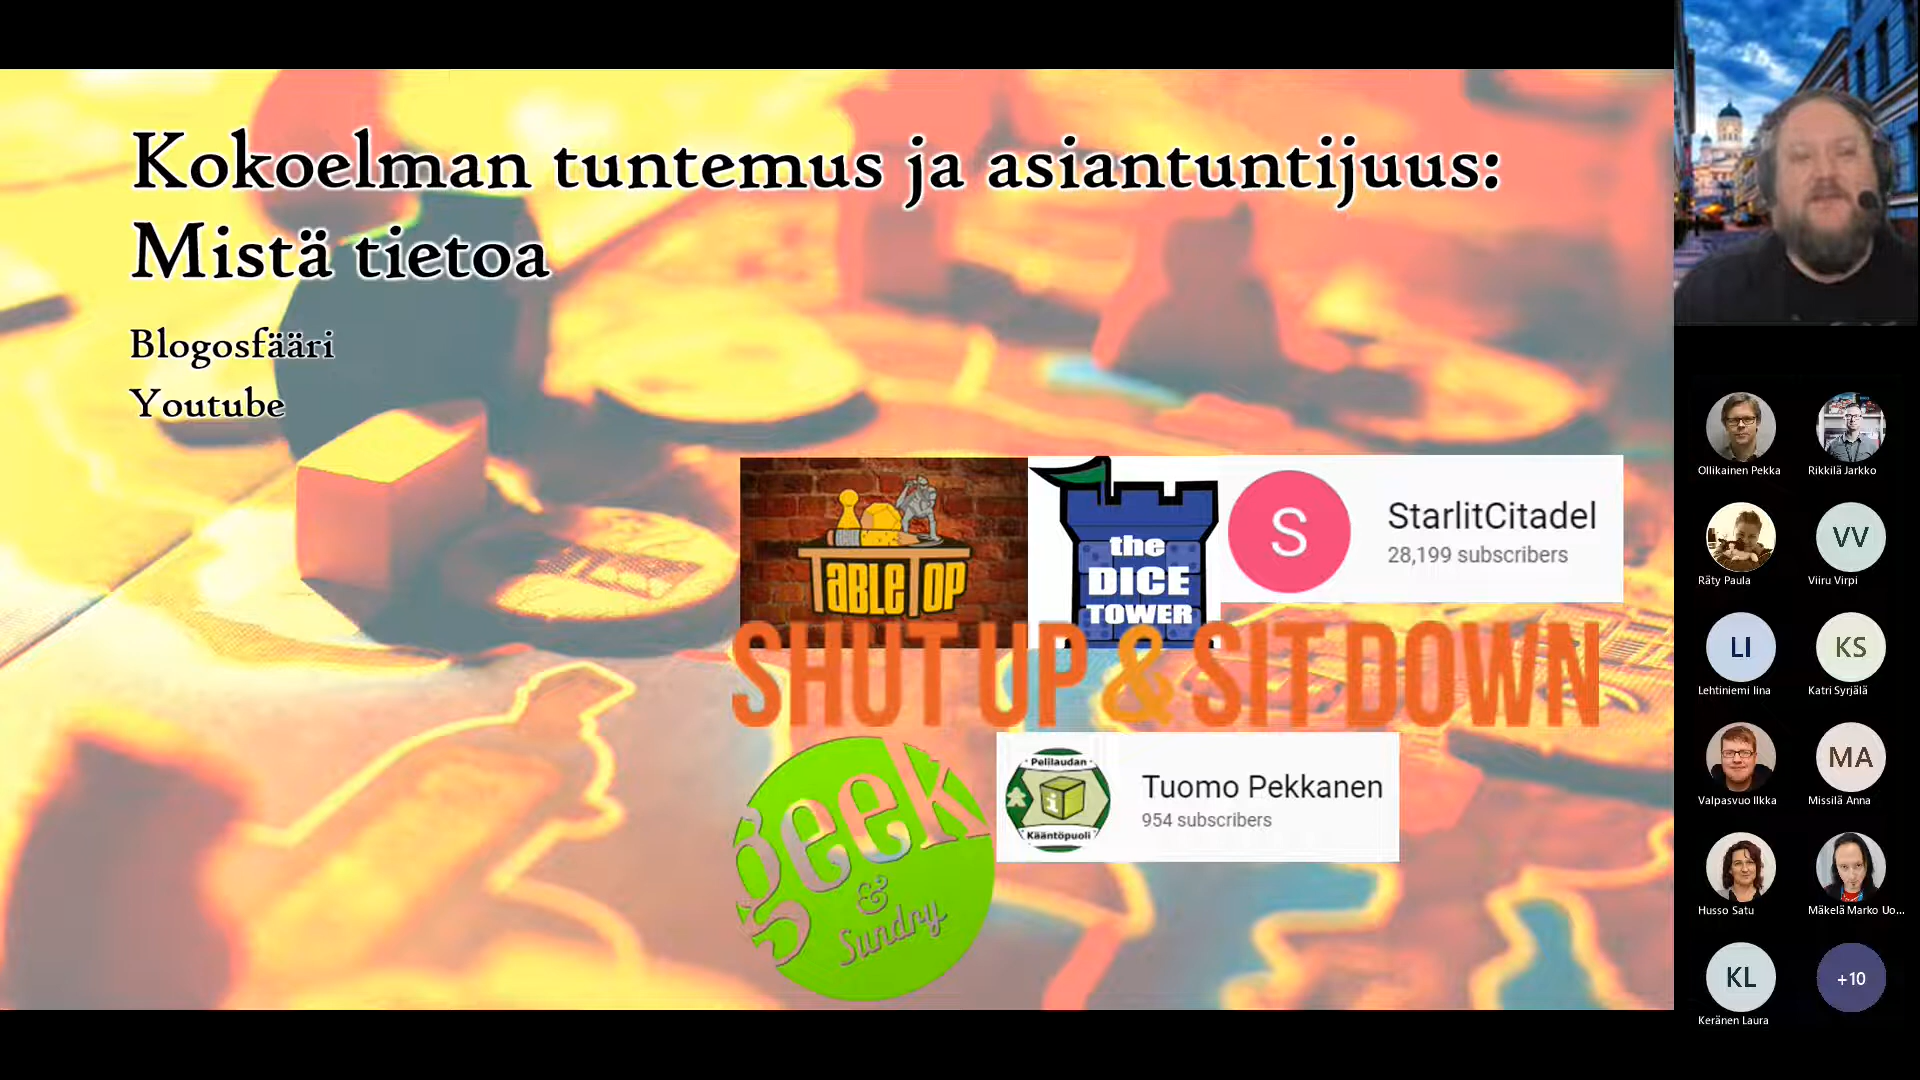 Kokoelman tuntemus ja asiantuntijuus:
Mistä tietoa
Blogosfääri
Youtube
TABLETOP
the
DICE
TOWER
S
StarlitCitadel
28,199 subscribers
SHUT UP & SIT DOWN
geek
&
Sundry
Pelilaudan
i
Kääntöpuoli
Tuomo Pekkanen
954 subscribers
Ollikainen Pekka
Rikkilä Jarkko
Räty Paula
VV
Viiru Virpi
LI
Lehtiniemi Iina
KS
Katri Syrjälä
Valpasvuo Ilkka
MA
Missilä Anna
Husso Satu
Mäkelä Marko Uo...
KL
Keränen Laura
+10